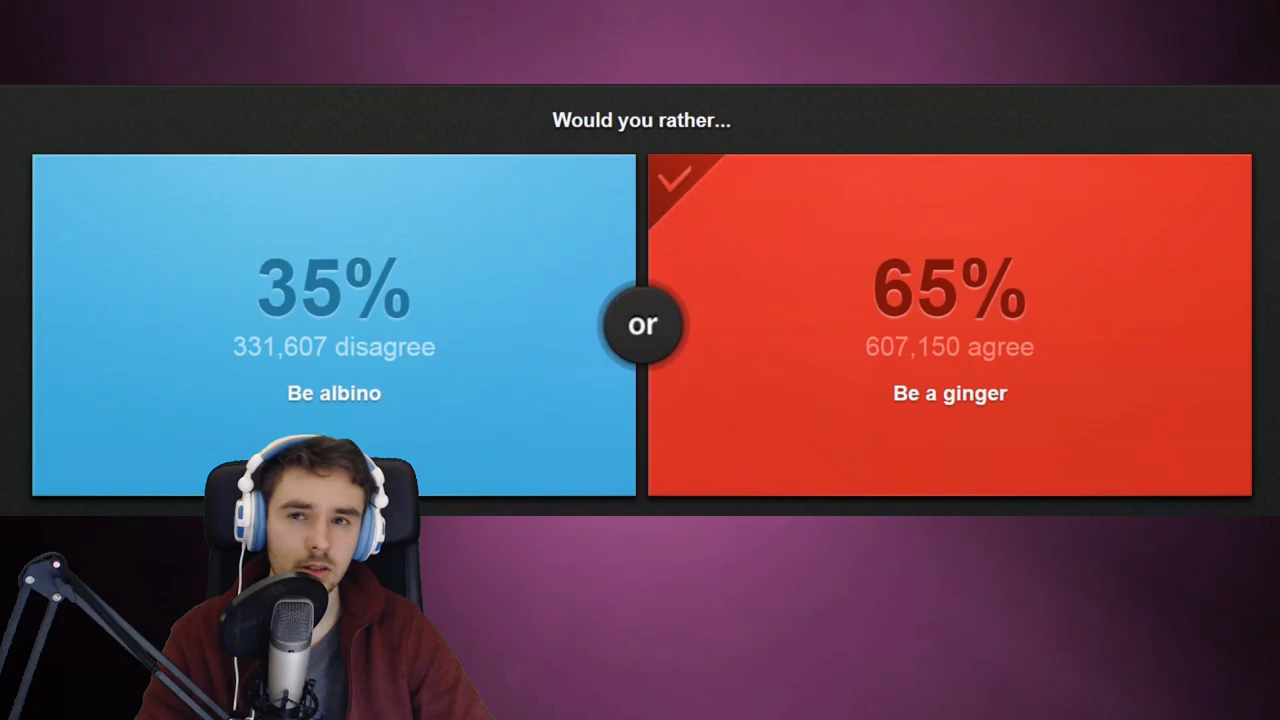 Would you rather...
35%
331,607 disagree
Be albino
or
65%
607,150 agree
Be a ginger